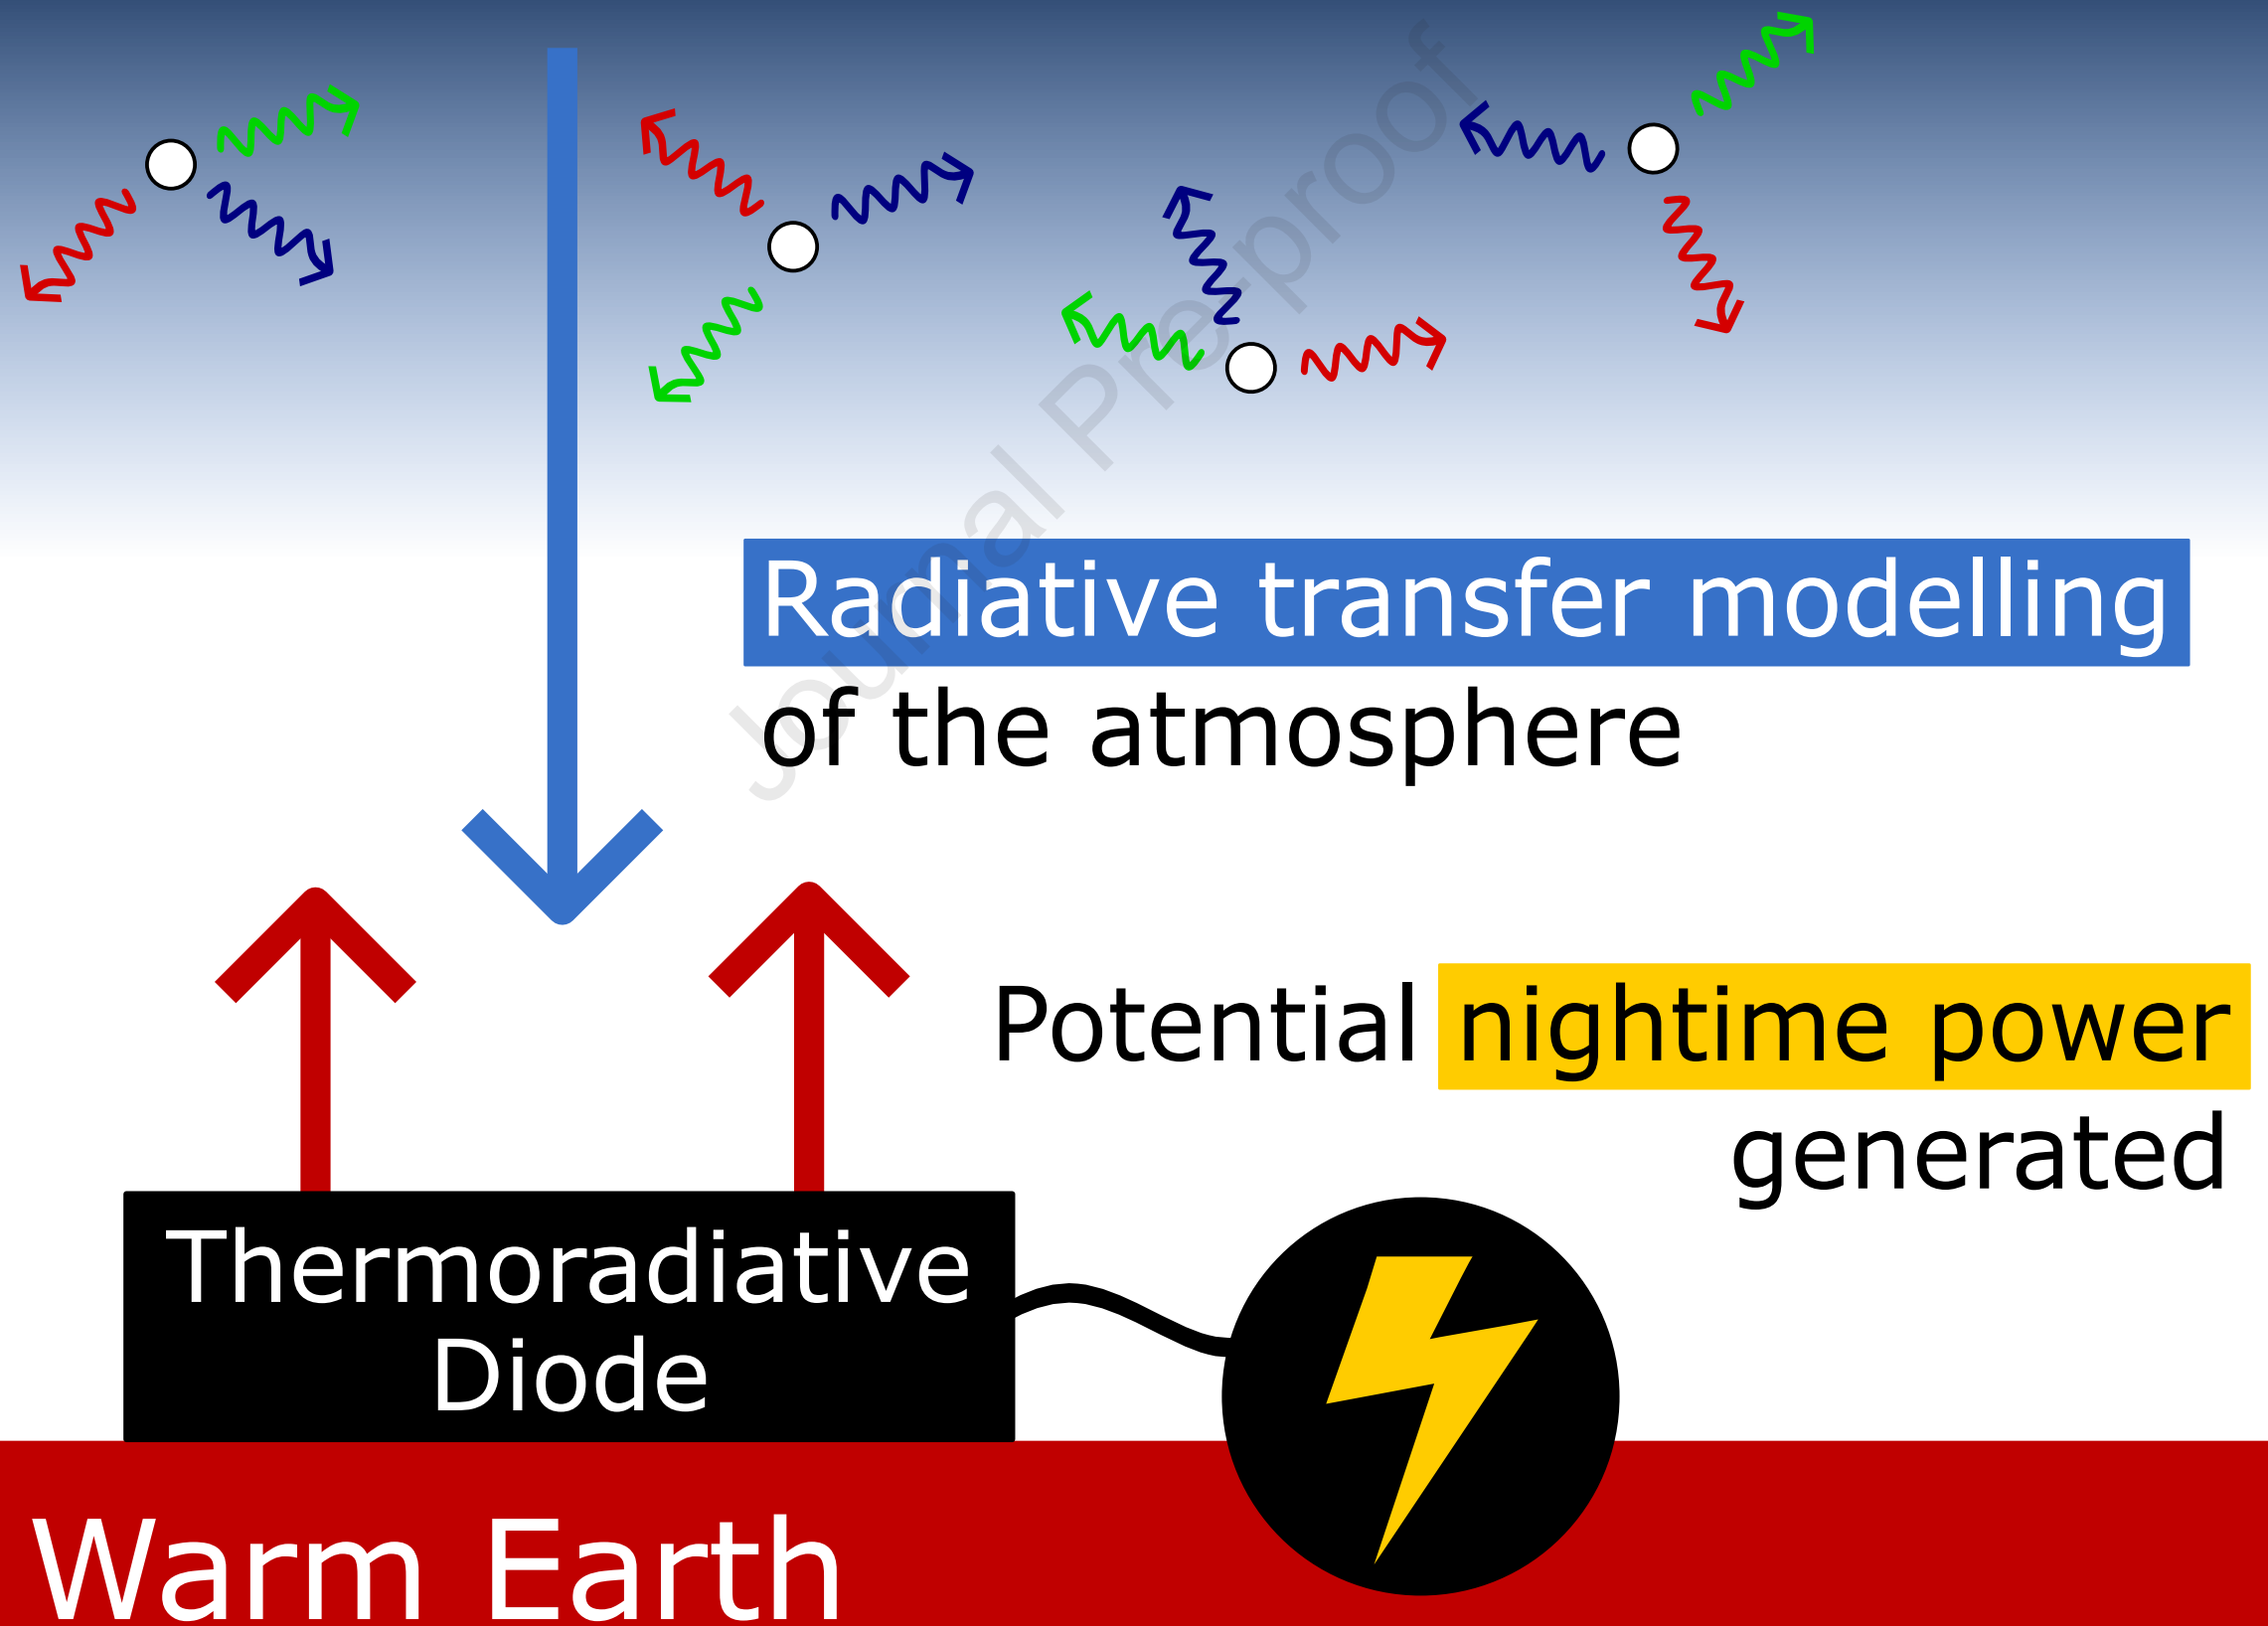 Journal Pre-proof
Radiative transfer modelling
of the atmosphere
Potential nightime power
generated
Thermoradiative
Diode
Warm Earth